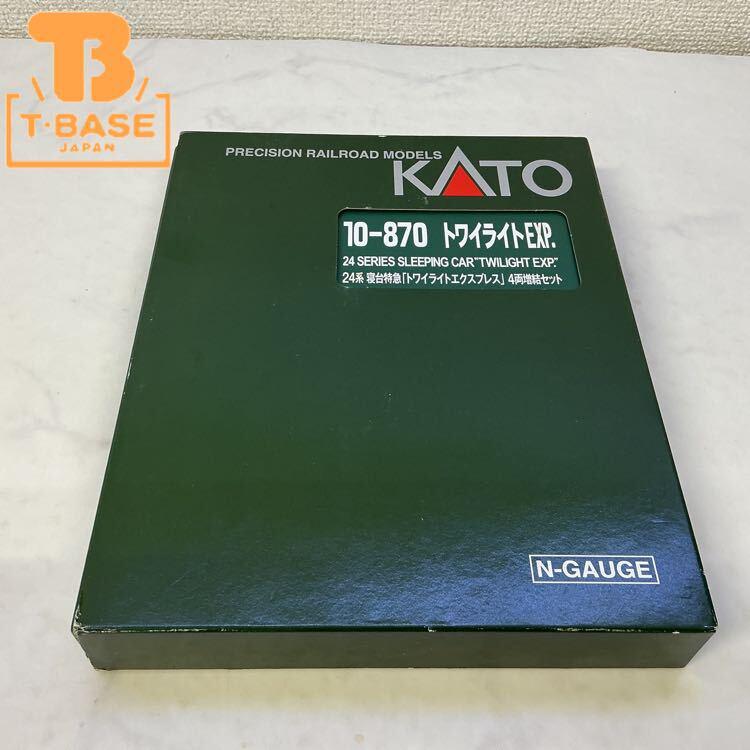 T·BASE
JAPAN
PRECISION RAILROAD MODELS
KATO
10-870 トワイライトEXP.
24 SERIES SLEEPING CAR"TWILIGHT EXP."
24系 寝台特急「トワイライトエクスプレス」 4両増結セット
N-GAUGE